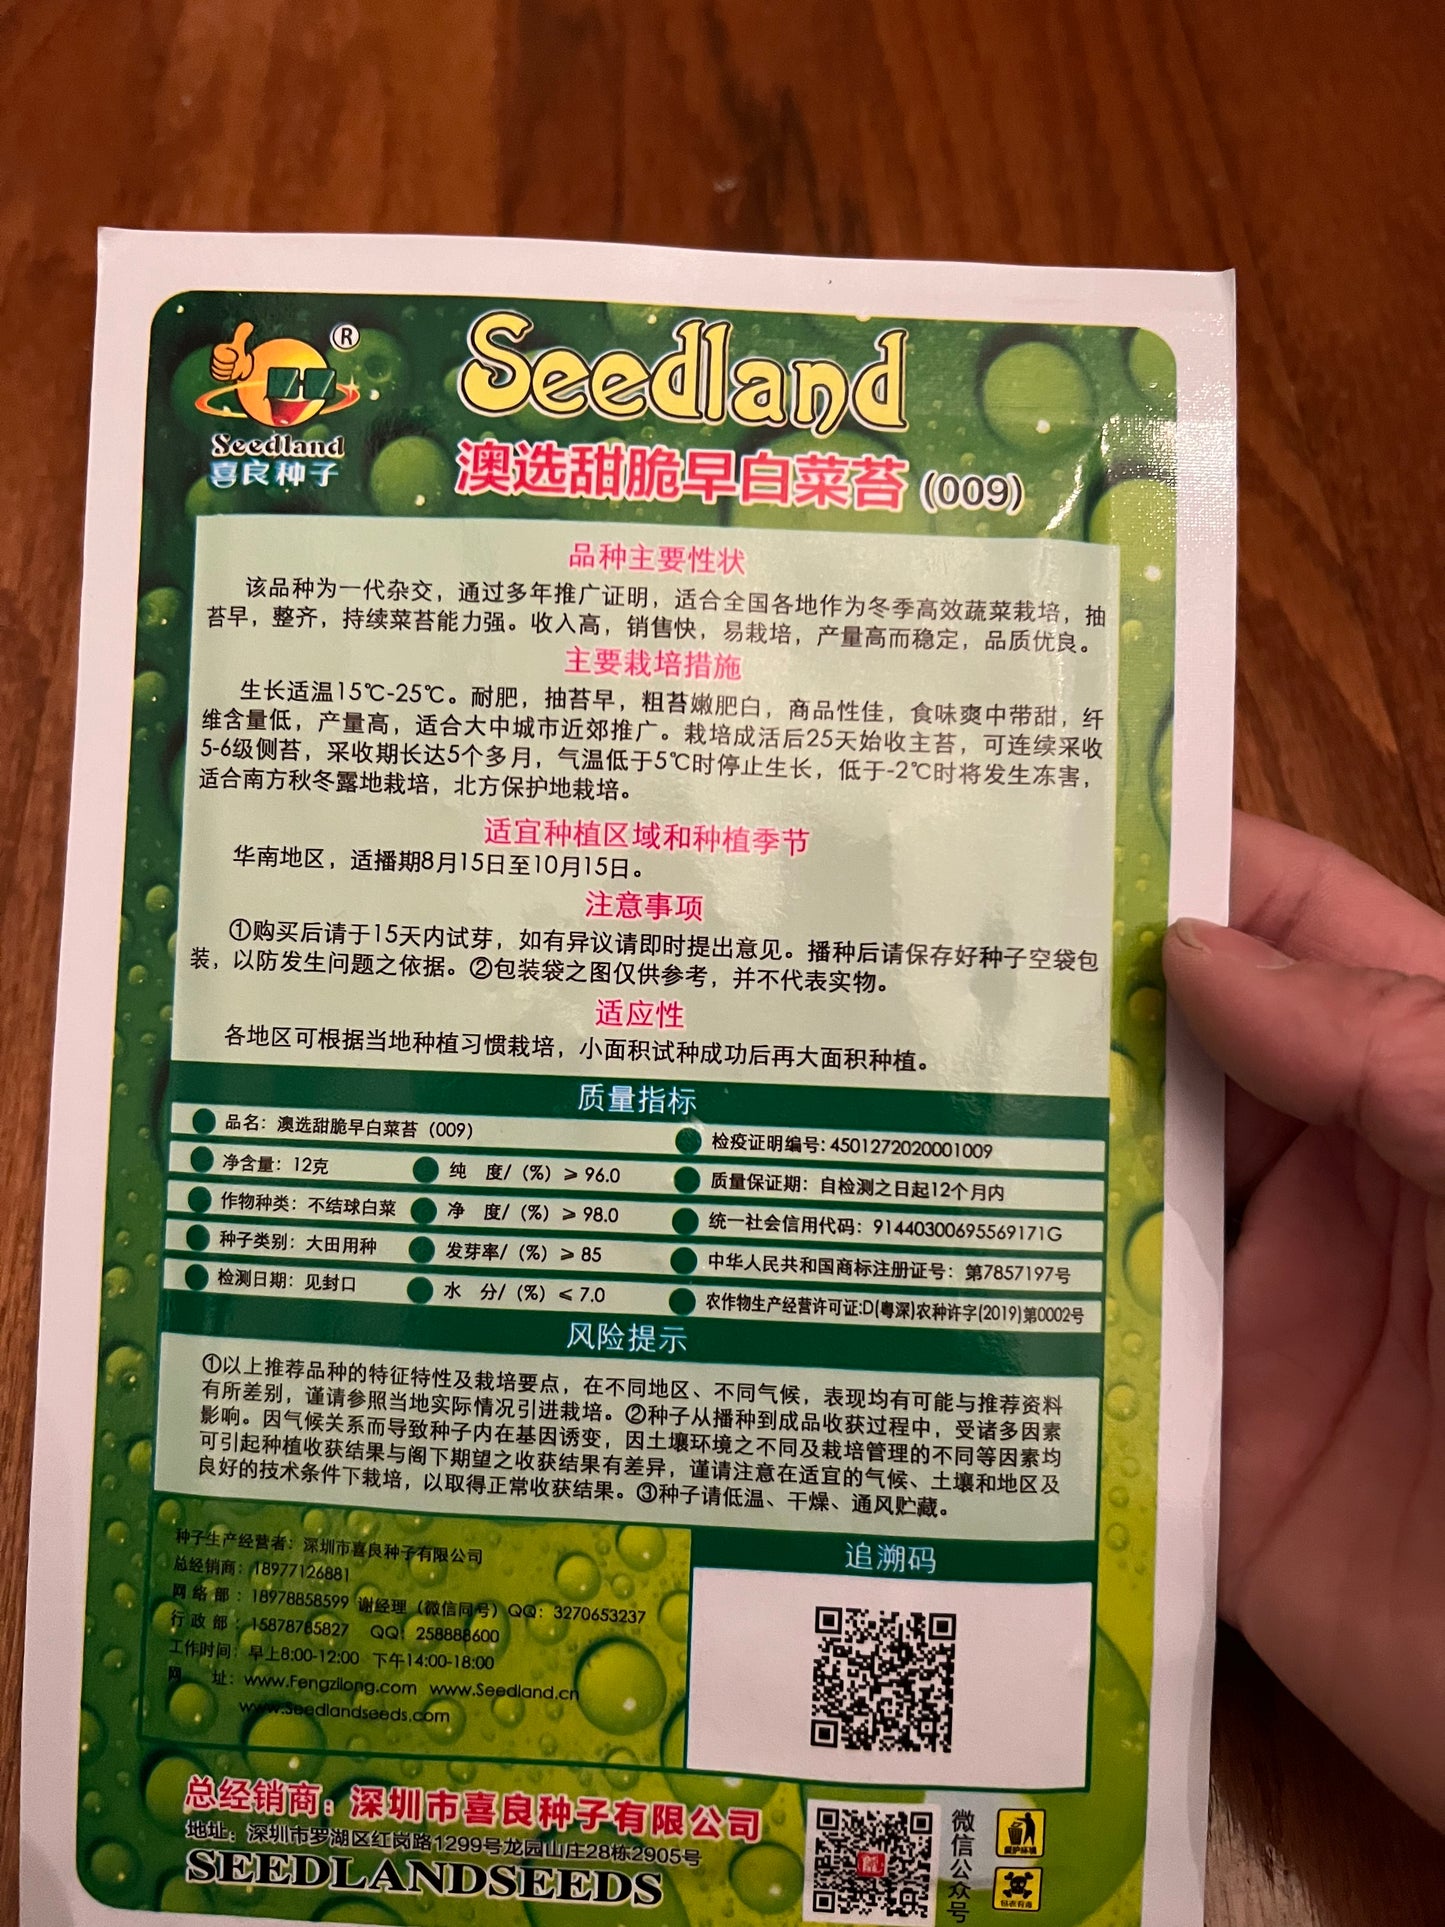 ®
Seedland
Seedland
喜良种子
澳选甜脆早白菜苔 (009)
品种主要性状
该品种为一代杂交，通过多年推广证明，适合全国各地作为冬季高效蔬菜栽培，抽
苔早，整齐，持续菜苔能力强。收入高，销售快，易栽培，产量高而稳定，品质优良。
主要栽培措施
生长适温15℃-25℃。耐肥，抽苔早，粗苔嫩肥白，商品性佳，食味爽中带甜，纤
维含量低，产量高，适合大中城市近郊推广。栽培成活后25天始收主苔，可连续采收
5-6级侧苔，采收期长达5个多月，气温低于5℃时停止生长，低于-2℃时将发生冻害，
适合南方秋冬露地栽培，北方保护地栽培。
适宜种植区域和种植季节
华南地区，适播期8月15日至10月15日。
注意事项
①购买后请于15天内试芽，如有异议请即时提出意见。播种后请保存好种子空袋包
装，以防发生问题之依据。②包装袋之图仅供参考，并不代表实物。
适应性
各地区可根据当地种植习惯栽培，小面积试种成功后再大面积种植。
质量指标
品名：澳选甜脆早白菜苔（009） 检疫证明编号: 4501272020001009
净含量：12克 纯 度/（%）≥ 96.0 质量保证期：自检测之日起12个月内
作物种类：不结球白菜 净 度/（%）≥ 98.0 统一社会信用代码：91440300695569171G
种子类别：大田用种 发芽率/（%）≥ 85 中华人民共和国商标注册证号：第7857197号
检测日期：见封口 水 分/（%）≤ 7.0 农作物生产经营许可证:D(粤深)农种许字(2019)第0002号
风险提示
①以上推荐品种的特征特性及栽培要点，在不同地区、不同气候，表现均有可能与推荐资料
有所差别，谨请参照当地实际情况引进栽培。②种子从播种到成品收获过程中，受诸多因素
影响。因气候关系而导致种子内在基因诱变，因土壤环境之不同及栽培管理的不同等因素均
可引起种植收获结果与阁下期望之收获结果有差异，谨请注意在适宜的气候、土壤和地区及
良好的技术条件下栽培，以取得正常收获结果。③种子请低温、干燥、通风贮藏。
种子生产经营者：深圳市喜良种子有限公司
总经销商：18977126881
网 络 部 ：18978858599 谢经理（微信同号）QQ：3270653237
行 政 部 ：15878785827 QQ：258888600
工作时间：早上8:00-12:00 下午14:00-18:00
网 址：www.Fengzilong.com www.Seedland.cn
www.Seedlandseeds.com
追溯码
总经销商：深圳市喜良种子有限公司
地址：深圳市罗湖区红岗路1299号龙园山庄28栋2905号
SEEDLANDSEEDS
微信公众号
爱护环境
包衣有毒